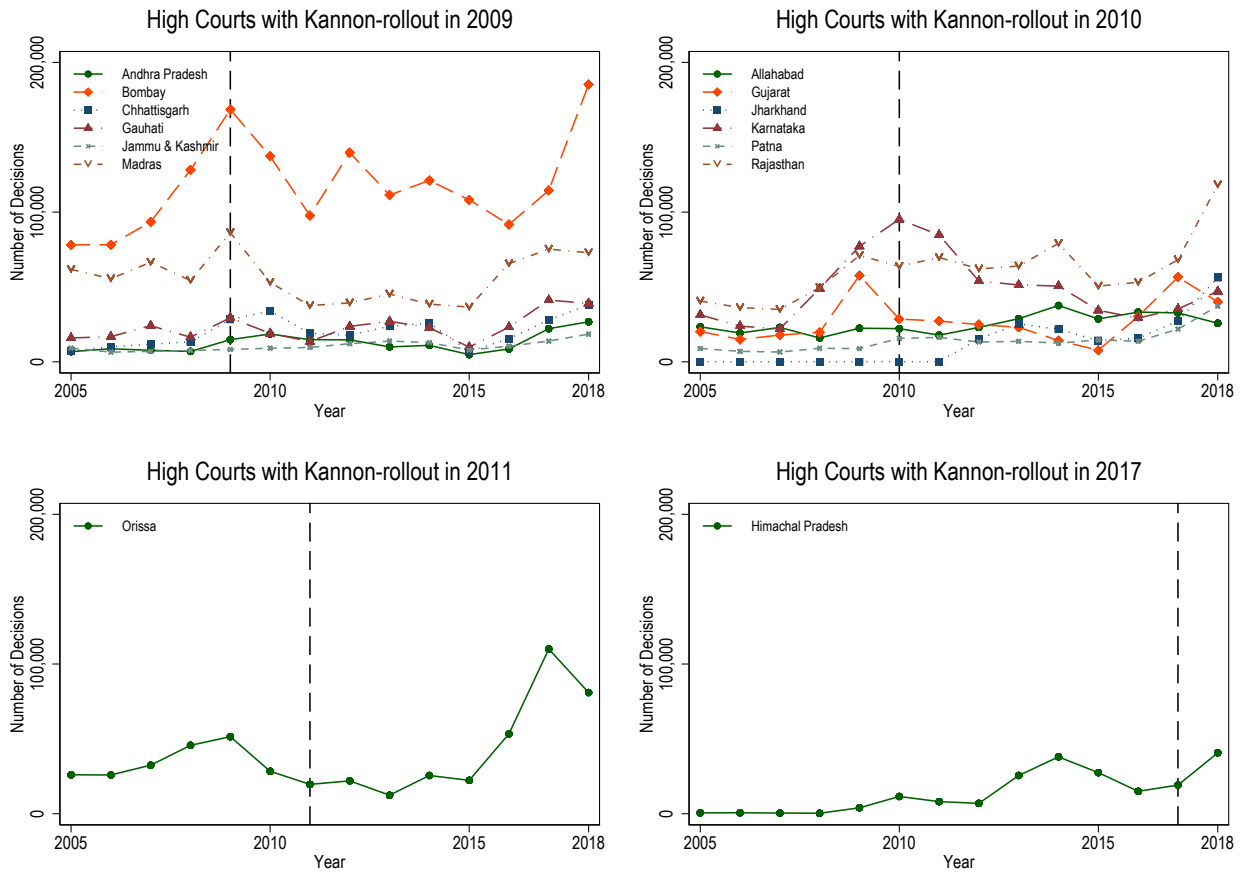 High Courts with Kannon-rollout in 2009
Number of Decisions
200,000
100,000
0
Andhra Pradesh
Bombay
Chhattisgarh
Gauhati
Jammu & Kashmir
Madras
2005
2010
2015
2018
Year
High Courts with Kannon-rollout in 2010
Number of Decisions
200,000
100,000
0
Allahabad
Gujarat
Jharkhand
Karnataka
Patna
Rajasthan
2005
2010
2015
2018
Year
High Courts with Kannon-rollout in 2011
Number of Decisions
200,000
100,000
0
Orissa
2005
2010
2015
2018
Year
High Courts with Kannon-rollout in 2017
Number of Decisions
200,000
100,000
0
Himachal Pradesh
2005
2010
2015
2018
Year